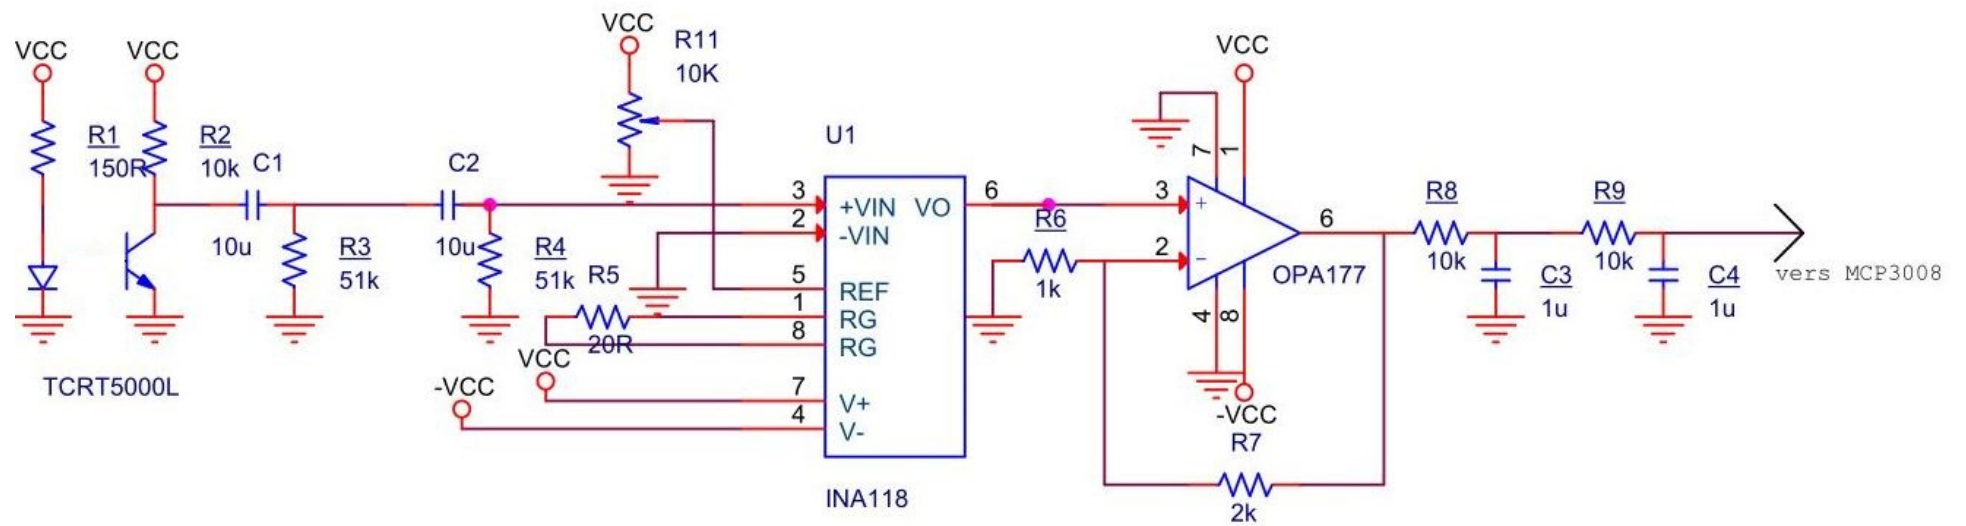 VCC
R1
150R
VCC
R2
10k
TCRT5000L
C1
10u
R3
51k
C2
10u
R4
51k
VCC
R11
10K
R5
20R
VCC
-VCC
U1
3
2
5
1
8
7
4
+VIN
-VIN
REF
RG
RG
V+
V-
VO
6
INA118
R6
1k
VCC
7
1
3
2
+
-
6
4
8
OPA177
-VCC
R7
2k
R8
10k
C3
1u
R9
10k
C4
1u
vers MCP3008